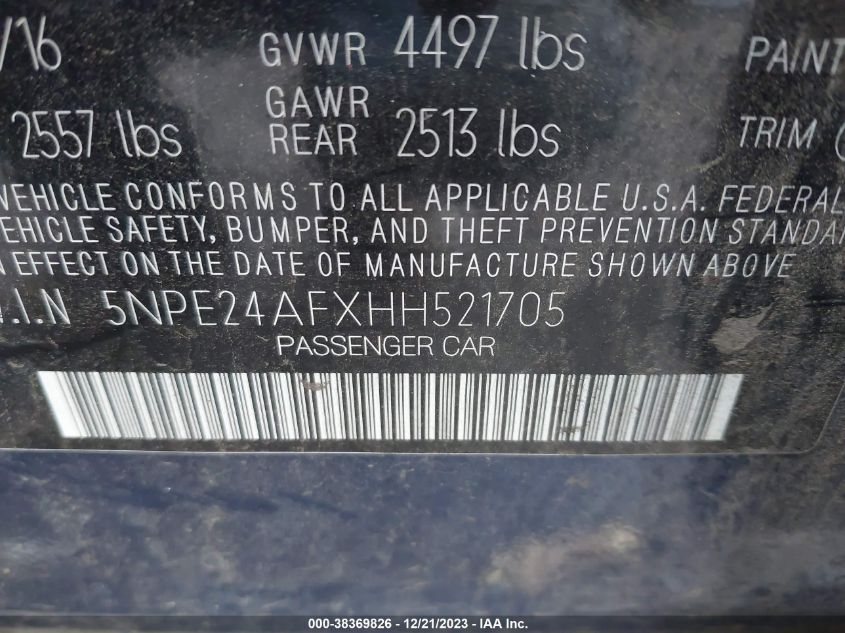 /16 GVWR 4497 lbs PAINT
2557 lbs GAWR REAR 2513 lbs TRIM (
VEHICLE CONFORMS TO ALL APPLICABLE U.S.A. FEDERAL
EHICLE SAFETY, BUMPER, AND THEFT PREVENTION STANDA
N EFFECT ON THE DATE OF MANUFACTURE SHOWN ABOVE
.I.N 5NPE24AFXHH521705
PASSENGER CAR
000-38369826 - 12/21/2023 - IAA Inc.